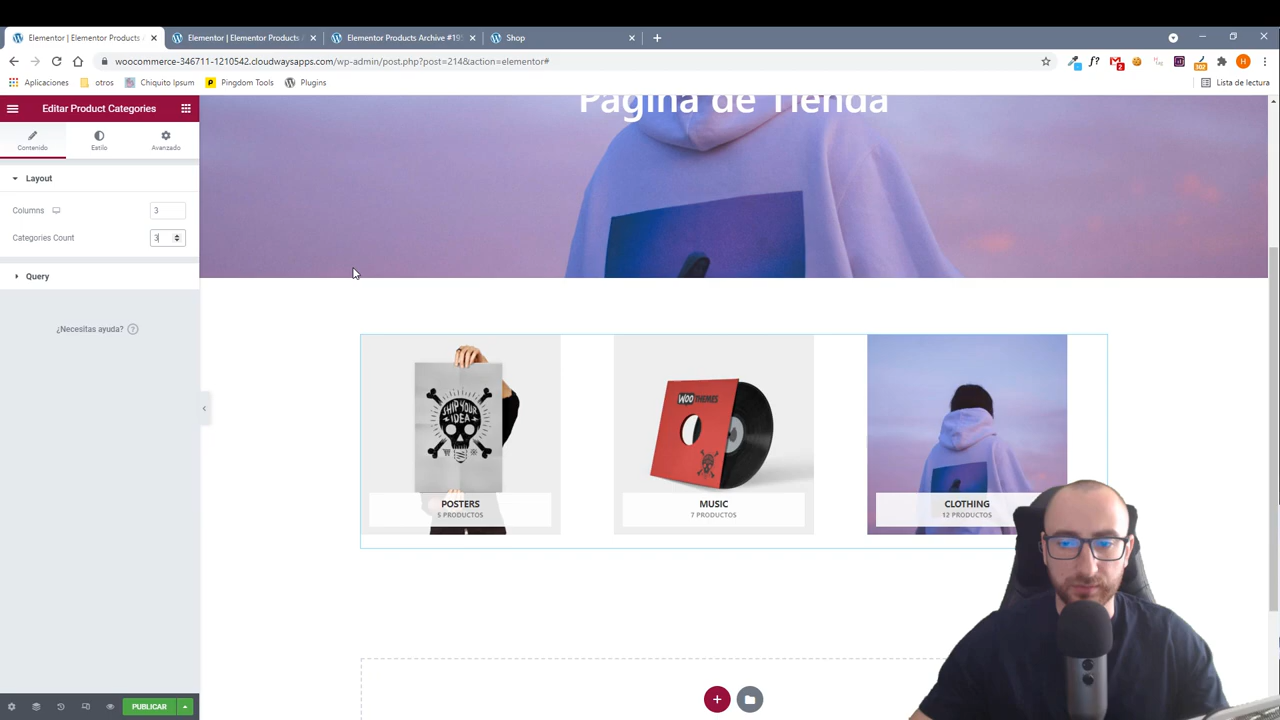 Elementor | Elementor Products A
Elementor | Elementor Products A
Elementor Products Archive #19
Shop
woocommerce-346711-1210542.cloudwaysapps.com/wp-admin/post.php?post=214&action=elementor#
Aplicaciones
otros
Chiquito Ipsum
Pingdom Tools
Plugins
Lista de lectura
Editar Product Categories
Contenido
Estilo
Avanzado
Layout
Columns
3
Categories Count
3
Query
¿Necesitas ayuda?
Página de Tienda
SHIP YOUR
IDEA
WOOTHEMES
POSTERS
5 PRODUCTOS
MUSIC
7 PRODUCTOS
CLOTHING
12 PRODUCTOS
PUBLICAR